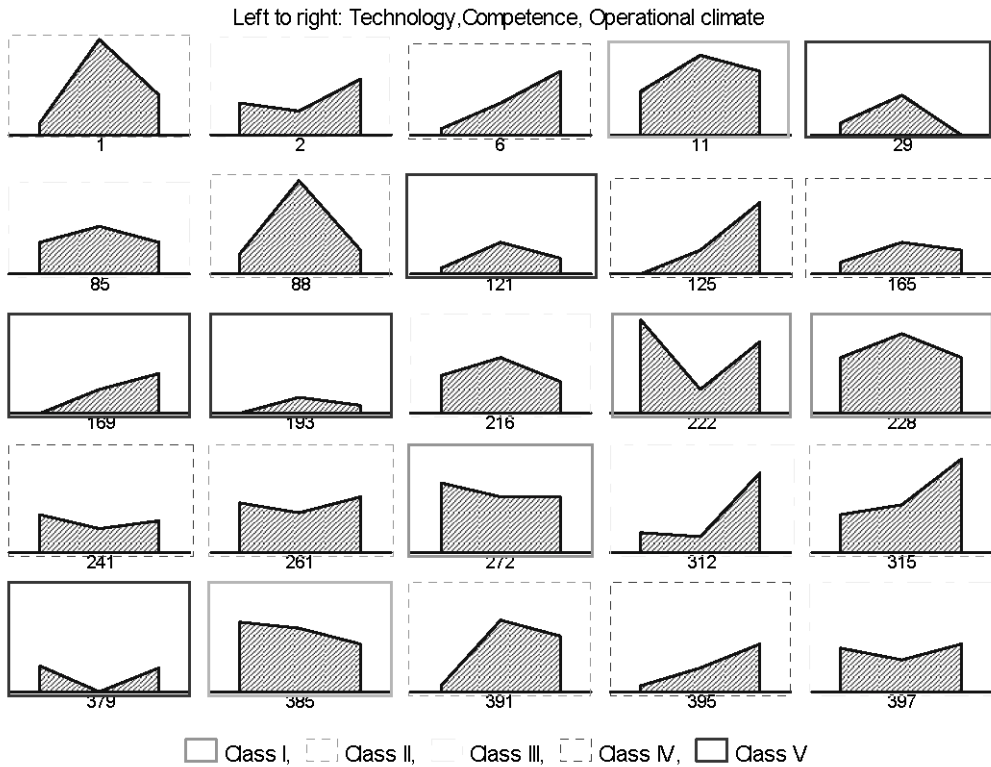 Left to right: Technology,Competence, Operational climate
1 2 6 11 29
85 88 121 125 165
169 193 216 222 228
241 261 272 312 315
379 385 391 395 397
Class I, Class II, Class III, Class IV, Class V